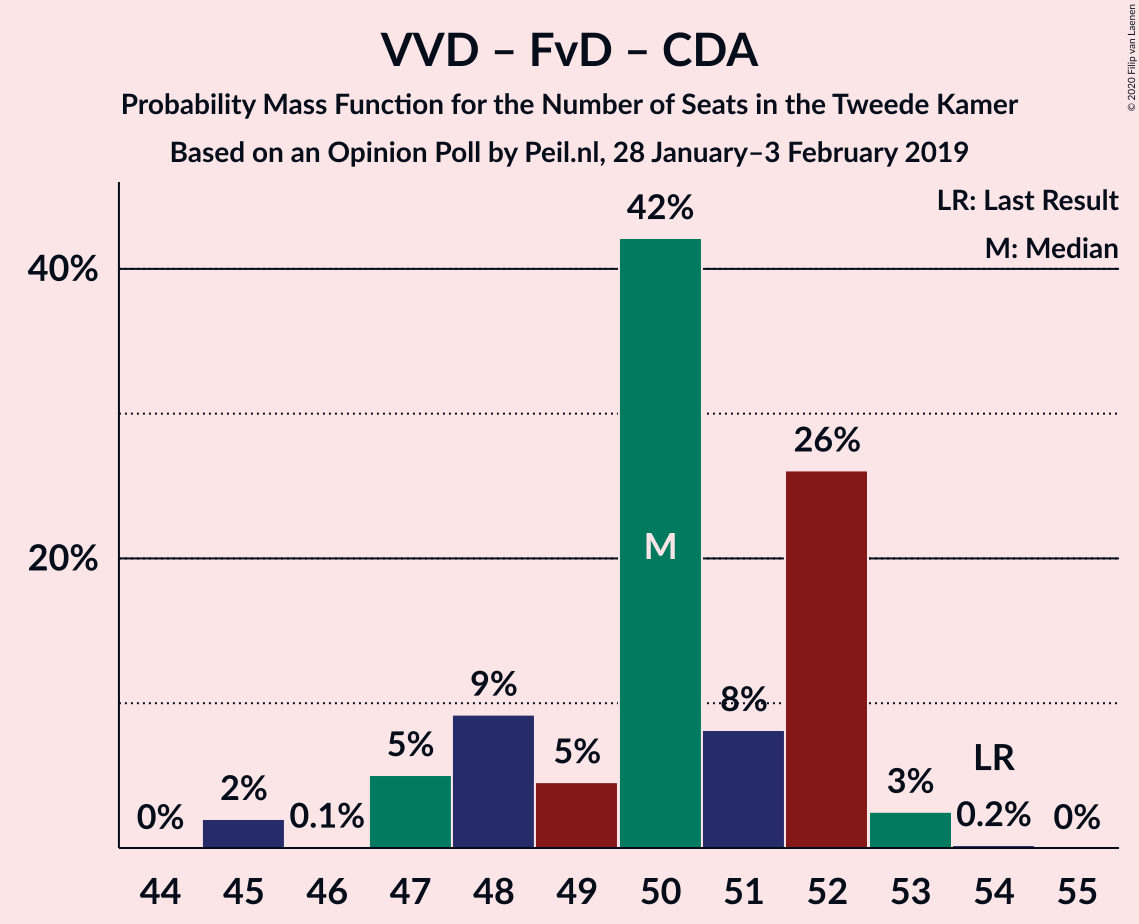 VVD – FvD – CDA
Probability Mass Function for the Number of Seats in the Tweede Kamer
Based on an Opinion Poll by Peil.nl, 28 January–3 February 2019
© 2020 Filip van Laenen
LR: Last Result
M: Median
40%
20%
0%
2%
0.1%
5%
9%
5%
42%
M
8%
26%
3%
LR
0.2%
0%
44 45 46 47 48 49 50 51 52 53 54 55